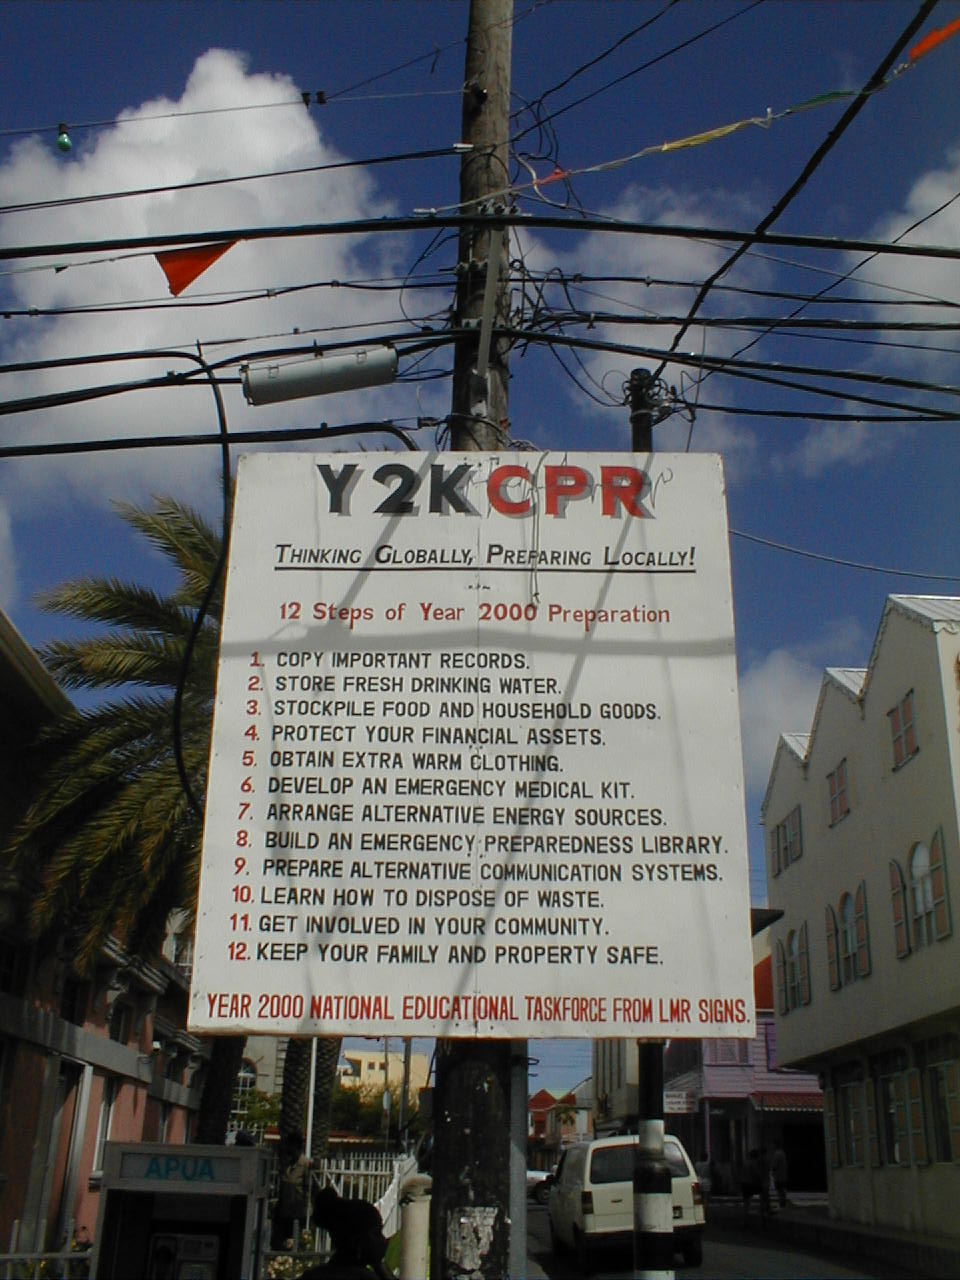 Y2KCPR
THINKING GLOBALLY, PREPARING LOCALLY!
12 Steps of Year 2000 Preparation
1. COPY IMPORTANT RECORDS.
2. STORE FRESH DRINKING WATER.
3. STOCKPILE FOOD AND HOUSEHOLD GOODS.
4. PROTECT YOUR FINANCIAL ASSETS.
5. OBTAIN EXTRA WARM CLOTHING.
6. DEVELOP AN EMERGENCY MEDICAL KIT.
7. ARRANGE ALTERNATIVE ENERGY SOURCES.
8. BUILD AN EMERGENCY PREPAREDNESS LIBRARY.
9. PREPARE ALTERNATIVE COMMUNICATION SYSTEMS.
10. LEARN HOW TO DISPOSE OF WASTE.
11. GET INVOLVED IN YOUR COMMUNITY.
12. KEEP YOUR FAMILY AND PROPERTY SAFE.
YEAR 2000 NATIONAL EDUCATIONAL TASKFORCE FROM LMR SIGNS.
APUA